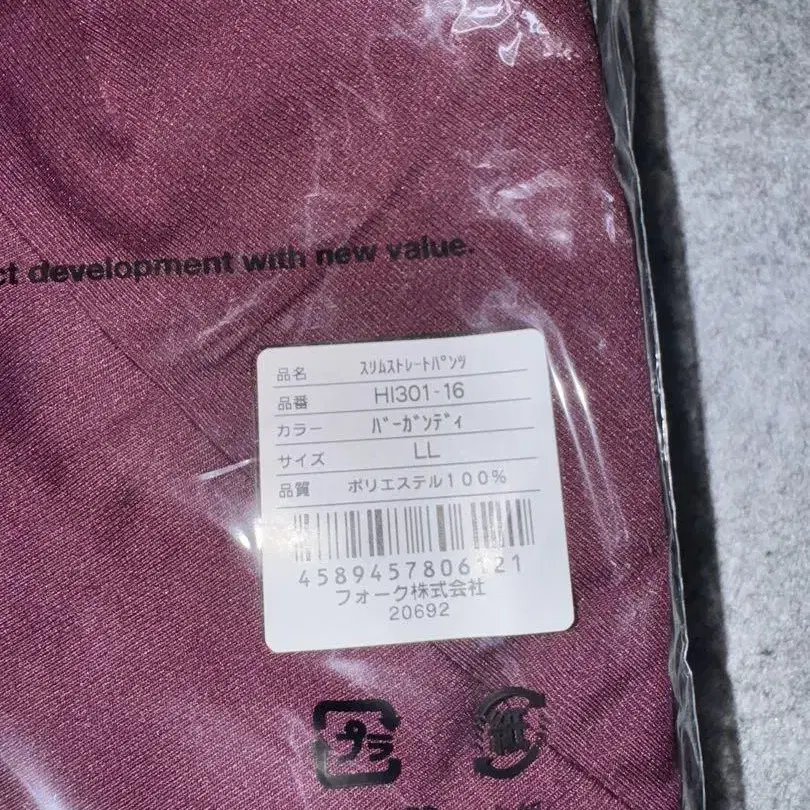 ct development with new value.
品名 ｽﾘﾑｽﾄﾚｰﾄﾊﾟﾝﾂ
品番 HI301-16
カラー ﾊﾞｰｶﾞﾝﾃﾞｨ
サイズ LL
品質 ポリエステル100%
4589457806121
フォーク株式会社
20692
プラ
紙